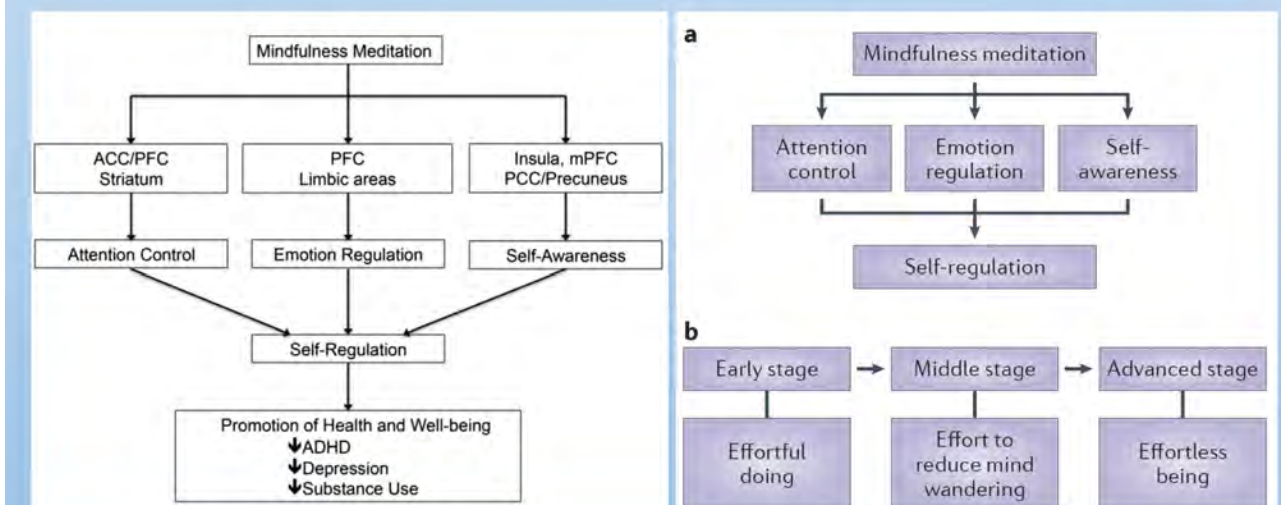 Mindfulness Meditation
ACC/PFC
Striatum
PFC
Limbic areas
Insula, mPFC
PCC/Precuneus
Attention Control
Emotion Regulation
Self-Awareness
Self-Regulation
Promotion of Health and Well-being
↓ADHD
↓Depression
↓Substance Use
a
Mindfulness meditation
Attention
control
Emotion
regulation
Self-
awareness
Self-regulation
b
Early stage
Middle stage
Advanced stage
Effortful
doing
Effort to
reduce mind
wandering
Effortless
being